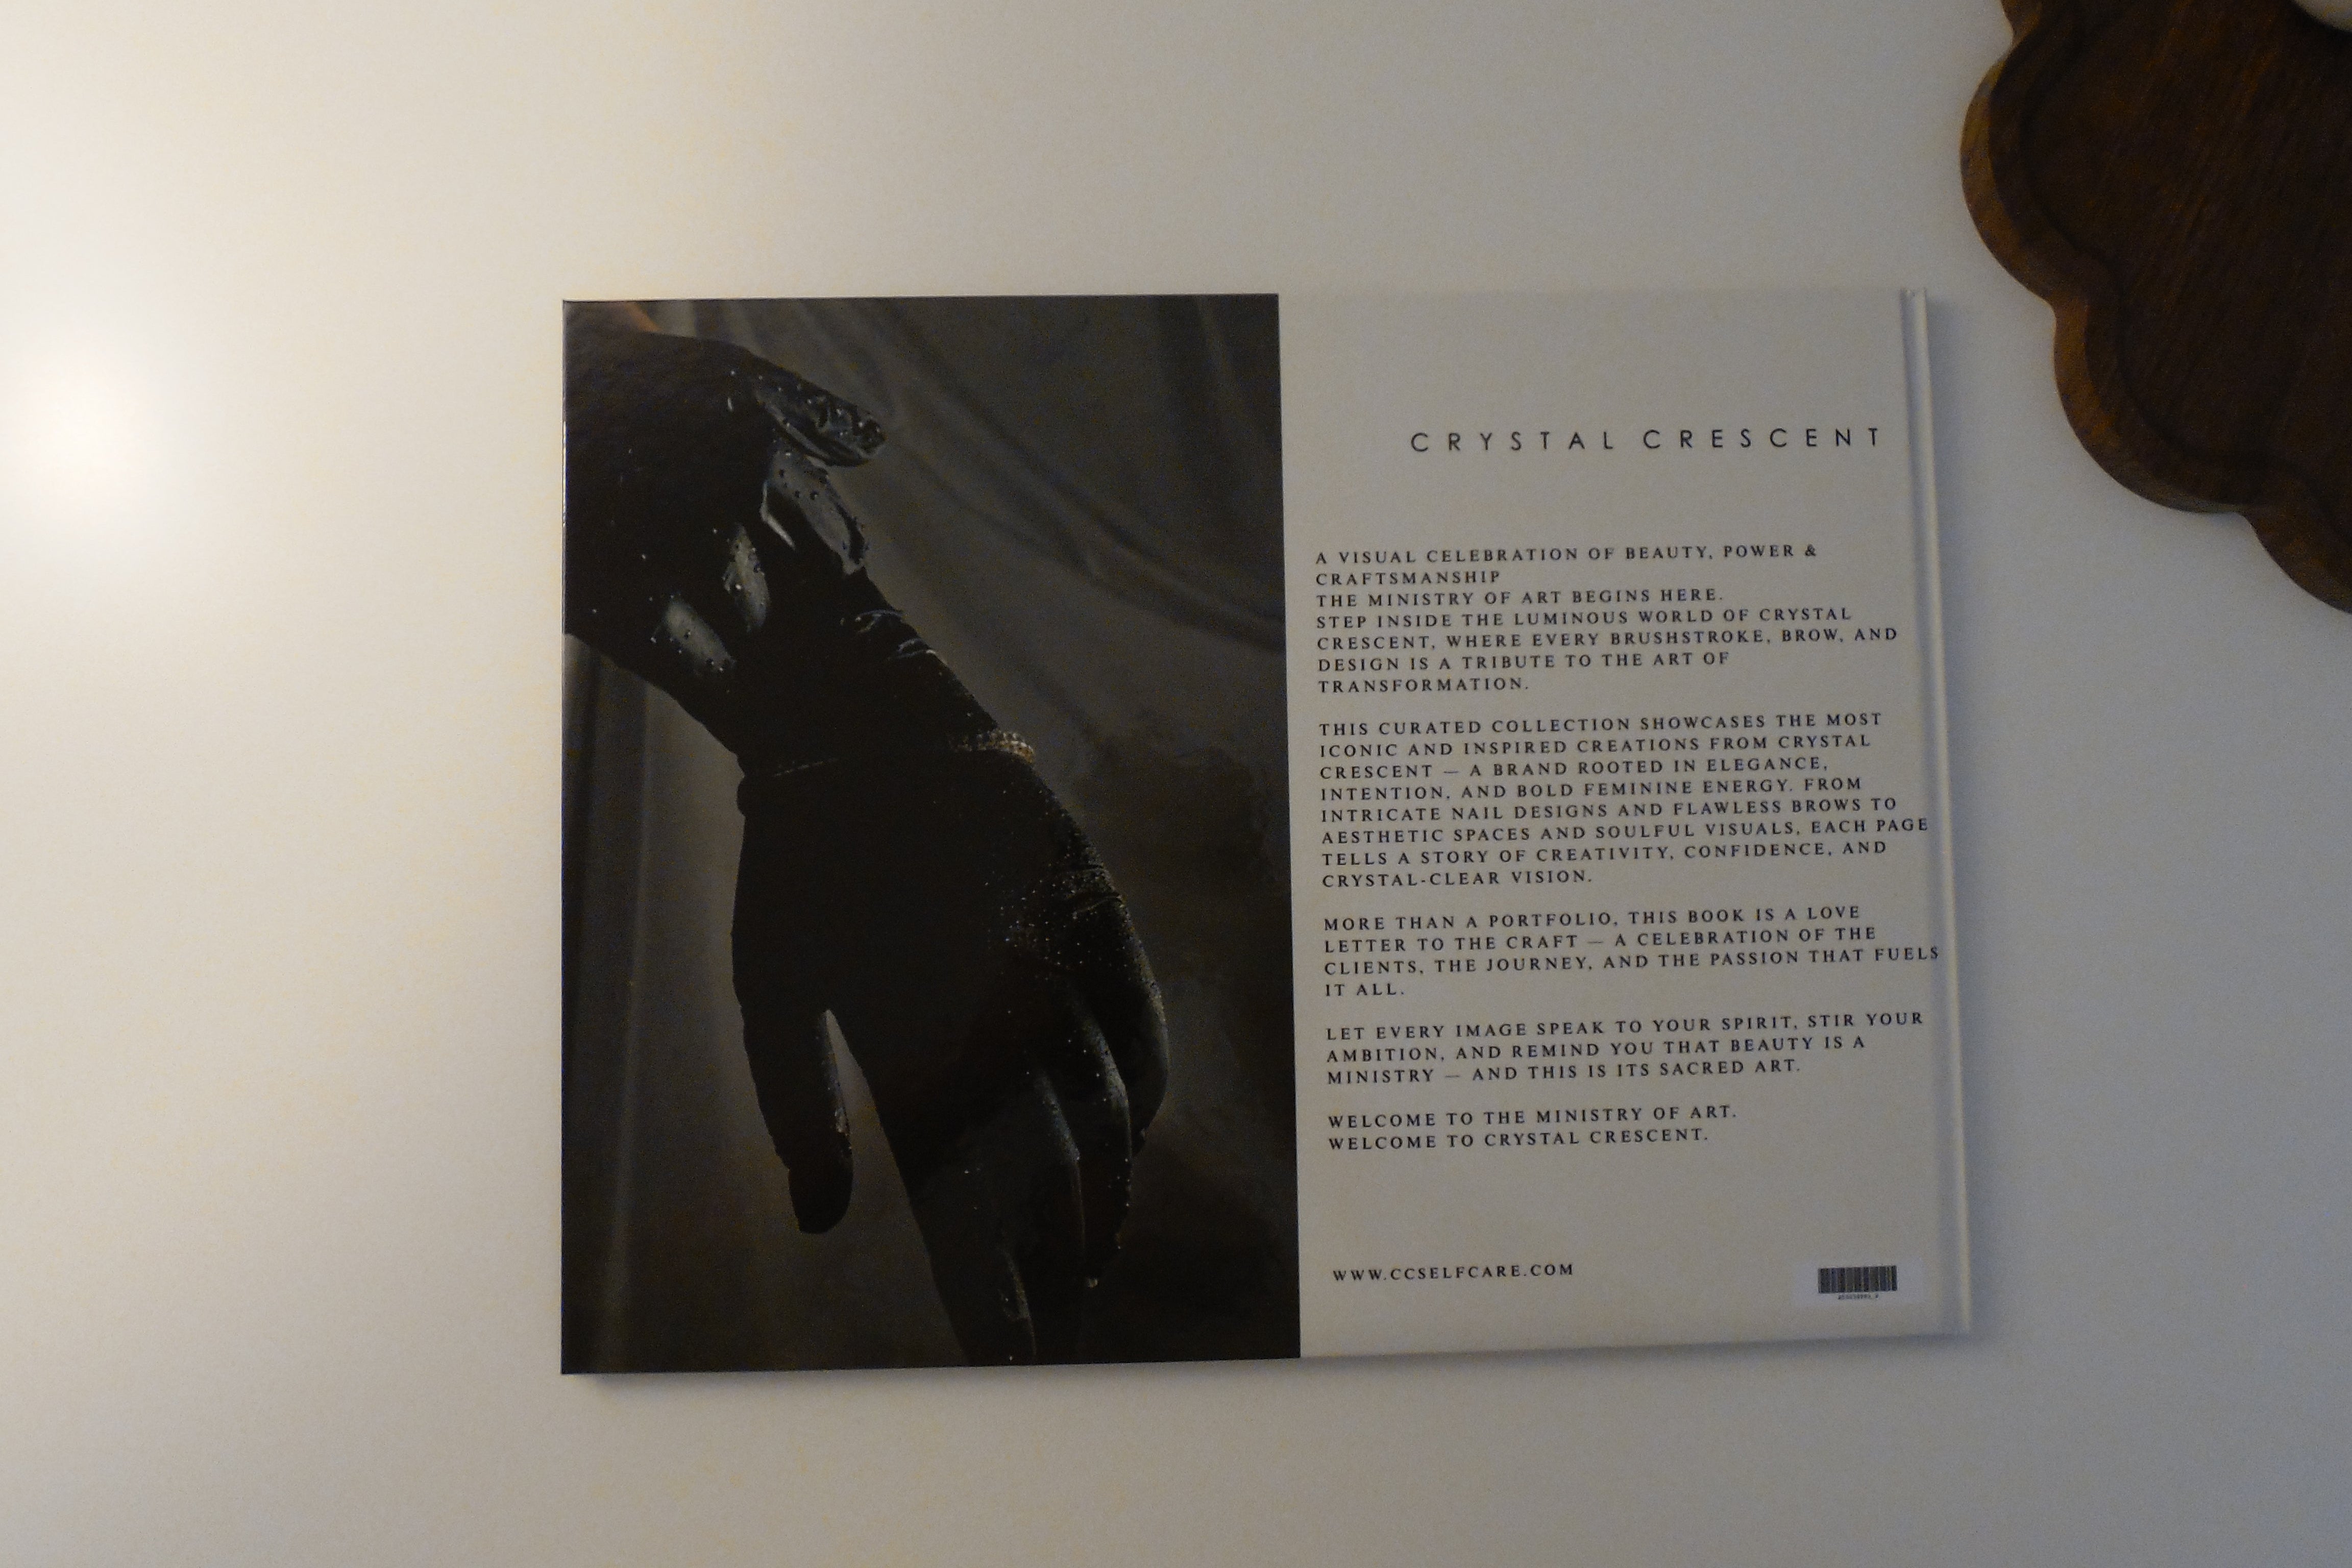 CRYSTAL CRESCENT
A VISUAL CELEBRATION OF BEAUTY, POWER &
CRAFTSMANSHIP
THE MINISTRY OF ART BEGINS HERE.
STEP INSIDE THE LUMINOUS WORLD OF CRYSTAL
CRESCENT, WHERE EVERY BRUSHSTROKE, BROW, AND
DESIGN IS A TRIBUTE TO THE ART OF
TRANSFORMATION.
THIS CURATED COLLECTION SHOWCASES THE MOST
ICONIC AND INSPIRED CREATIONS FROM CRYSTAL
CRESCENT — A BRAND ROOTED IN ELEGANCE,
INTENTION, AND BOLD FEMININE ENERGY. FROM
INTRICATE NAIL DESIGNS AND FLAWLESS BROWS TO
AESTHETIC SPACES AND SOULFUL VISUALS, EACH PAGE
TELLS A STORY OF CREATIVITY, CONFIDENCE, AND
CRYSTAL-CLEAR VISION.
MORE THAN A PORTFOLIO, THIS BOOK IS A LOVE
LETTER TO THE CRAFT — A CELEBRATION OF THE
CLIENTS, THE JOURNEY, AND THE PASSION THAT FUELS
IT ALL.
LET EVERY IMAGE SPEAK TO YOUR SPIRIT, STIR YOUR
AMBITION, AND REMIND YOU THAT BEAUTY IS A
MINISTRY — AND THIS IS ITS SACRED ART.
WELCOME TO THE MINISTRY OF ART.
WELCOME TO CRYSTAL CRESCENT.
WWW.CCSELFCARE.COM